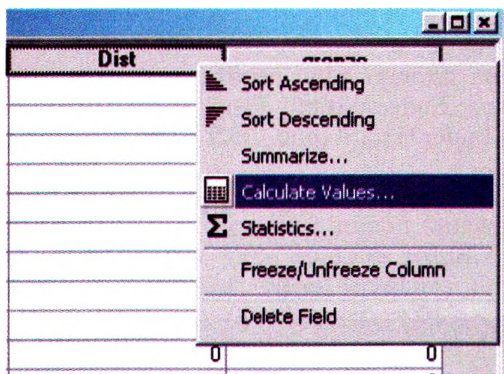 Dist
Sort Ascending
Sort Descending
Summarize...
Calculate Values...
Σ Statistics...
Freeze/Unfreeze Column
Delete Field
0 0